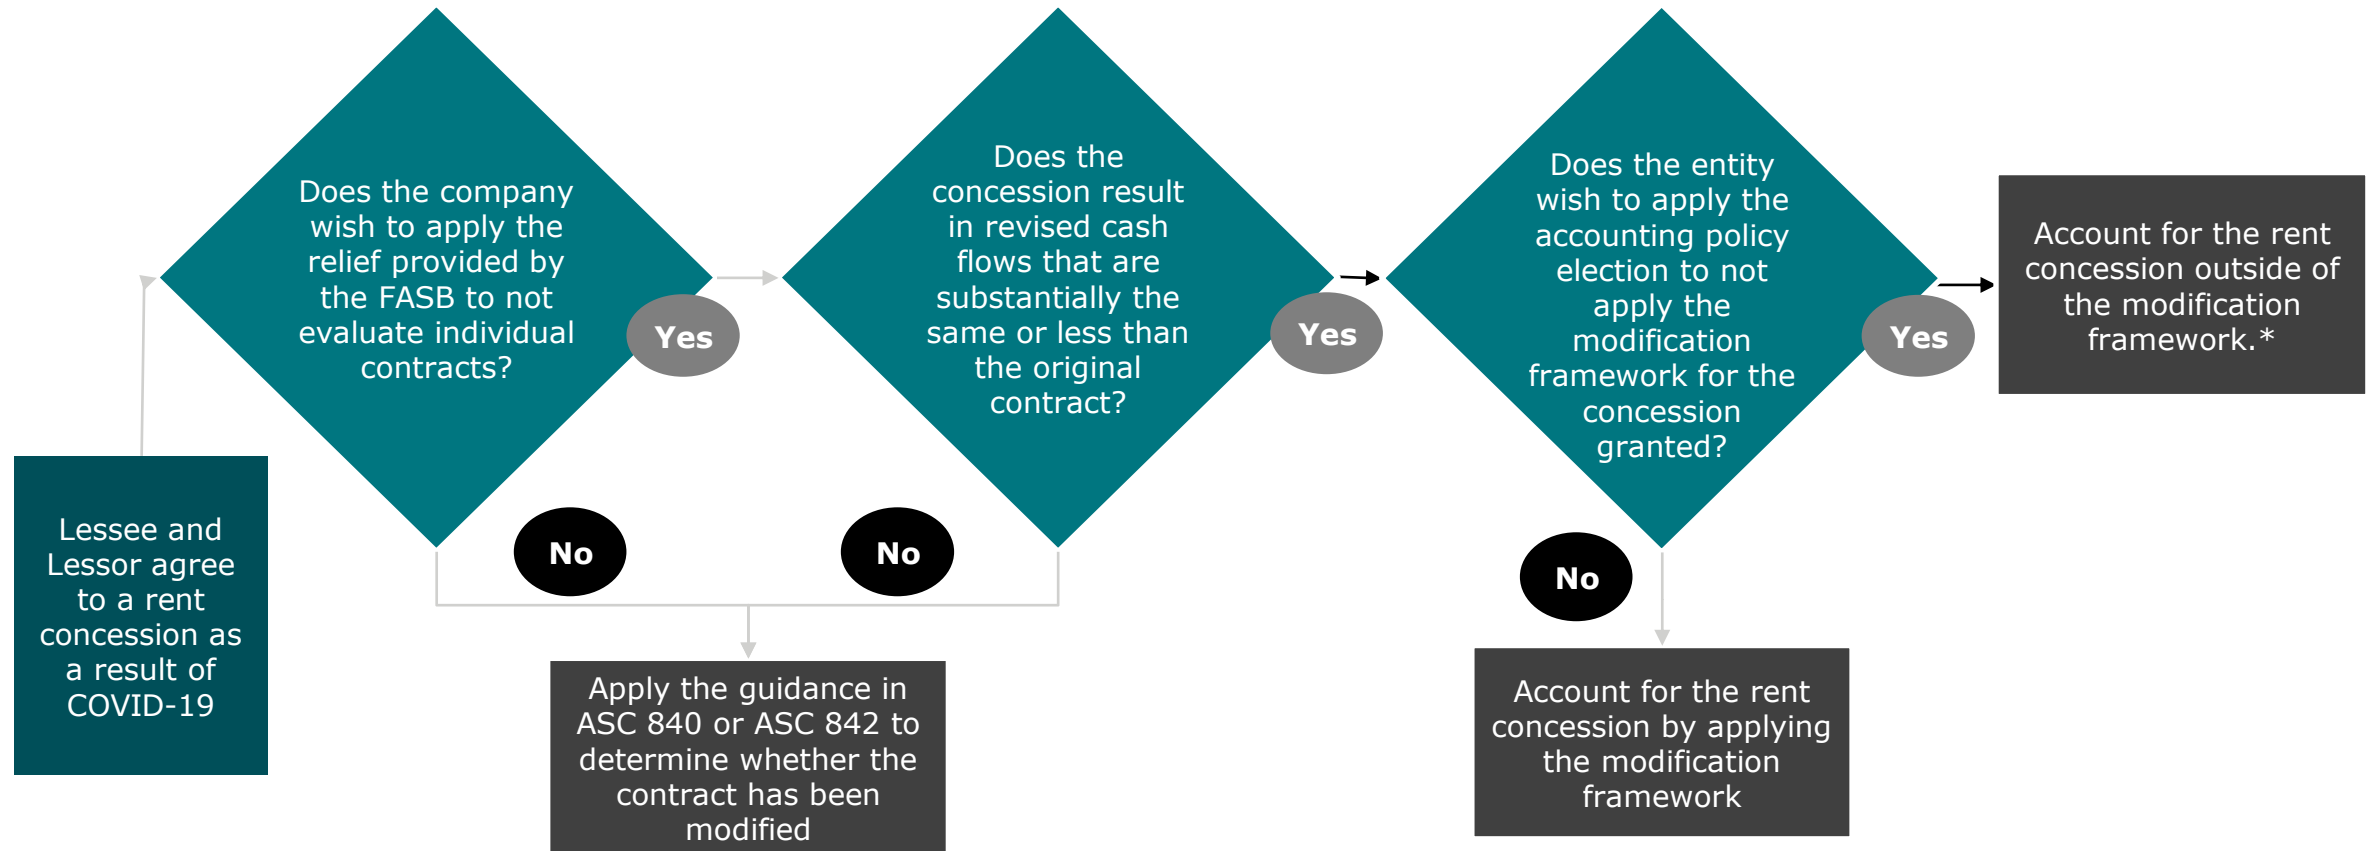 Lessee and
Lessor agree
to a rent
concession as
a result of
COVID-19
Does the company
wish to apply the
relief provided by
the FASB to not
evaluate individual
contracts?
Yes
No
Does the
concession result
in revised cash
flows that are
substantially the
same or less than
the original
contract?
Yes
No
Apply the guidance in
ASC 840 or ASC 842 to
determine whether the
contract has been
modified
Does the entity
wish to apply the
accounting policy
election to not
apply the
modification
framework for the
concession
granted?
Yes
No
Account for the rent
concession by applying
the modification
framework
Account for the rent
concession outside of
the modification
framework.*